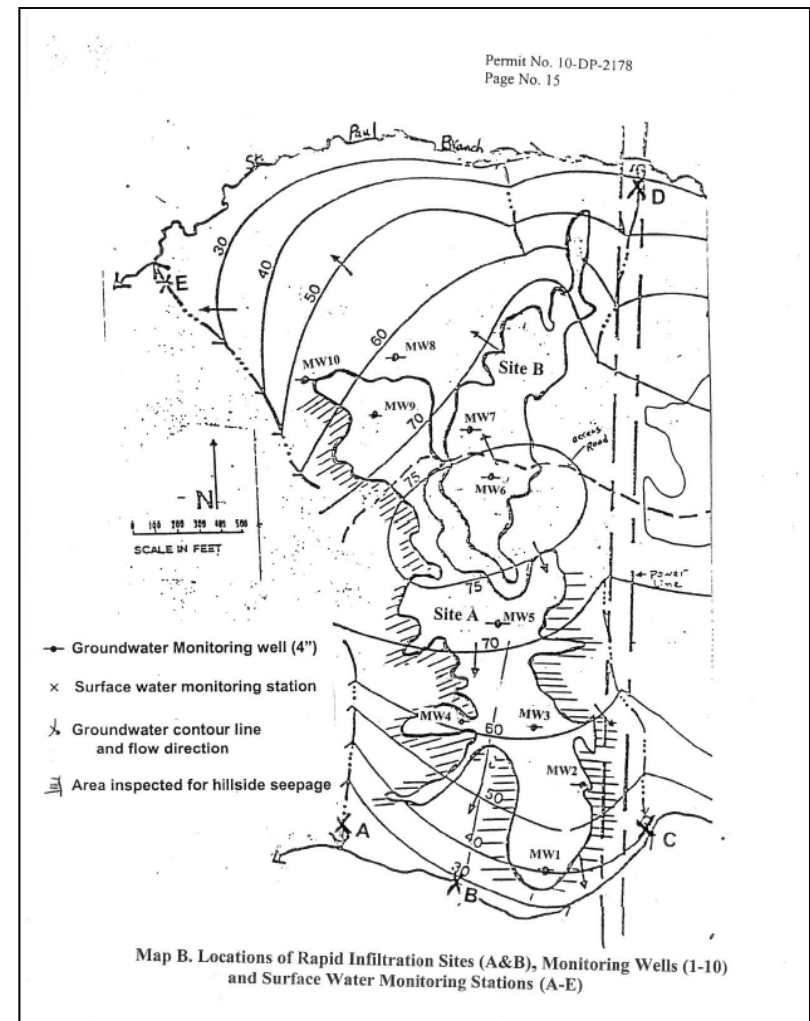 Permit No. 10-DP-2178
Page No. 15
St. Paul Branch
D
E
30
40
50
60
MW8
MW10
Site B
MW9
70
MW7
access Road
75
MW6
N
0 100 200 300 400 500
SCALE IN FEET
75
Power Line
Site A
MW5
70
Groundwater Monitoring well (4")
Surface water monitoring station
MW4
MW3
60
Groundwater contour line
and flow direction
MW2
Area inspected for hillside seepage
50
A
40
C
30
MW1
B
Map B. Locations of Rapid Infiltration Sites (A&B), Monitoring Wells (1-10)
and Surface Water Monitoring Stations (A-E)